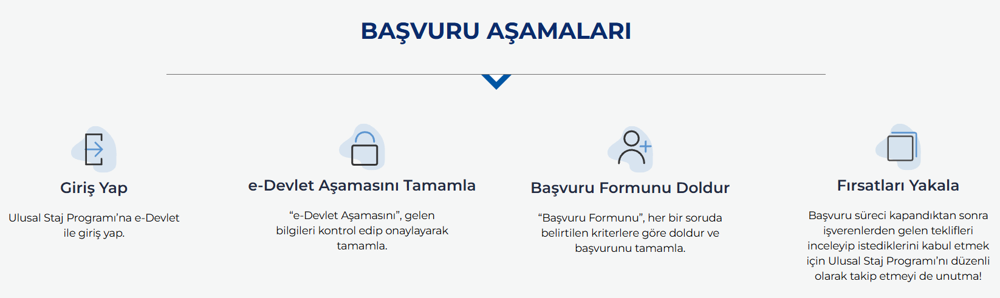 BAŞVURU AŞAMALARI
Giriş Yap
Ulusal Staj Programı’na e-Devlet
ile giriş yap.
e-Devlet Aşamasını Tamamla
“e-Devlet Aşamasını”, gelen
bilgileri kontrol edip onaylayarak
tamamla.
Başvuru Formunu Doldur
“Başvuru Formunu”, her bir soruda
belirtilen kriterlere göre doldur ve
başvurunu tamamla.
Fırsatları Yakala
Başvuru süreci kapandıktan sonra
işverenlerden gelen teklifleri
inceleyip istediklerini kabul etmek
için Ulusal Staj Programı’nı düzenli
olarak takip etmeyi de unutma!